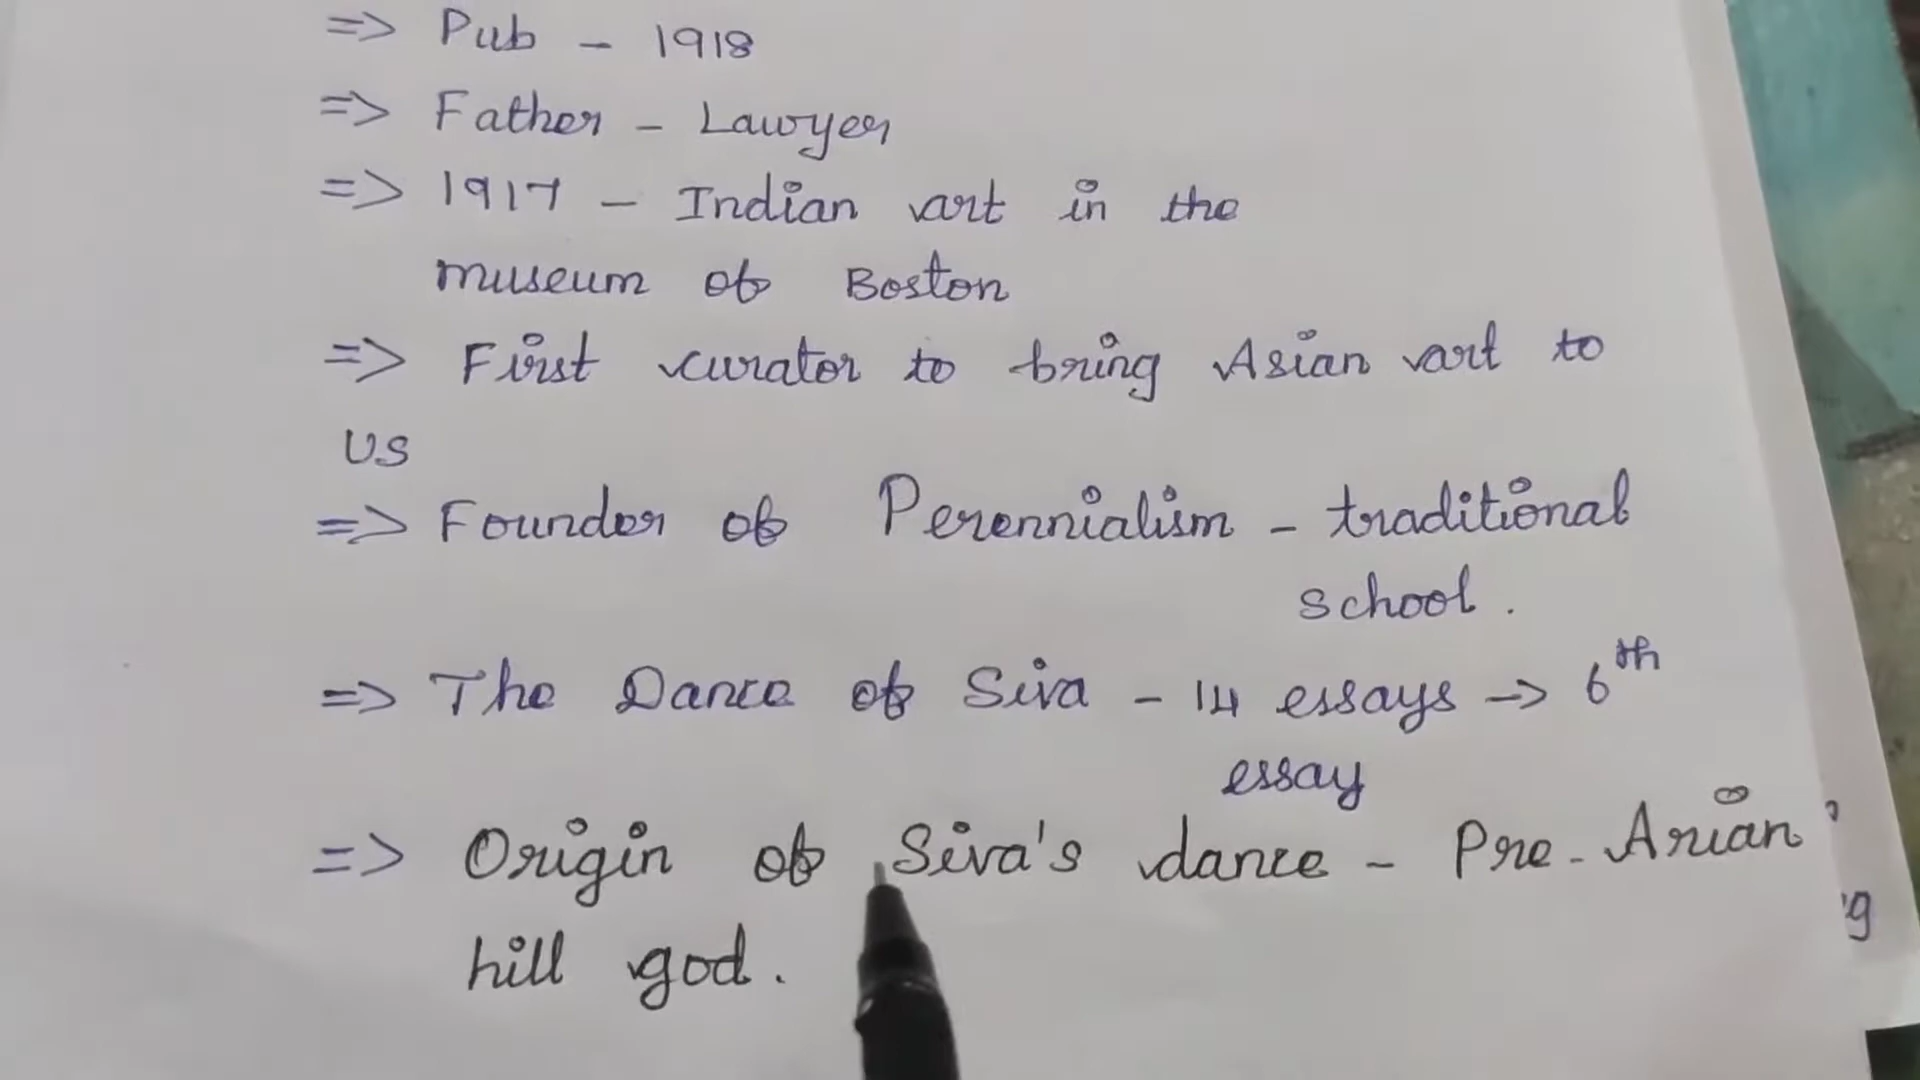 => Pub - 1918
=> Father - Lawyer
=> 1917 - Indian art in the
museum of Boston
=> First curator to bring Asian art to
US
=> Founder of Perennialism - traditional
school.
=> The Dance of Siva - 14 essays -> 6th
essay
=> Origin of Siva's dance - Pre-Arian
hill god.